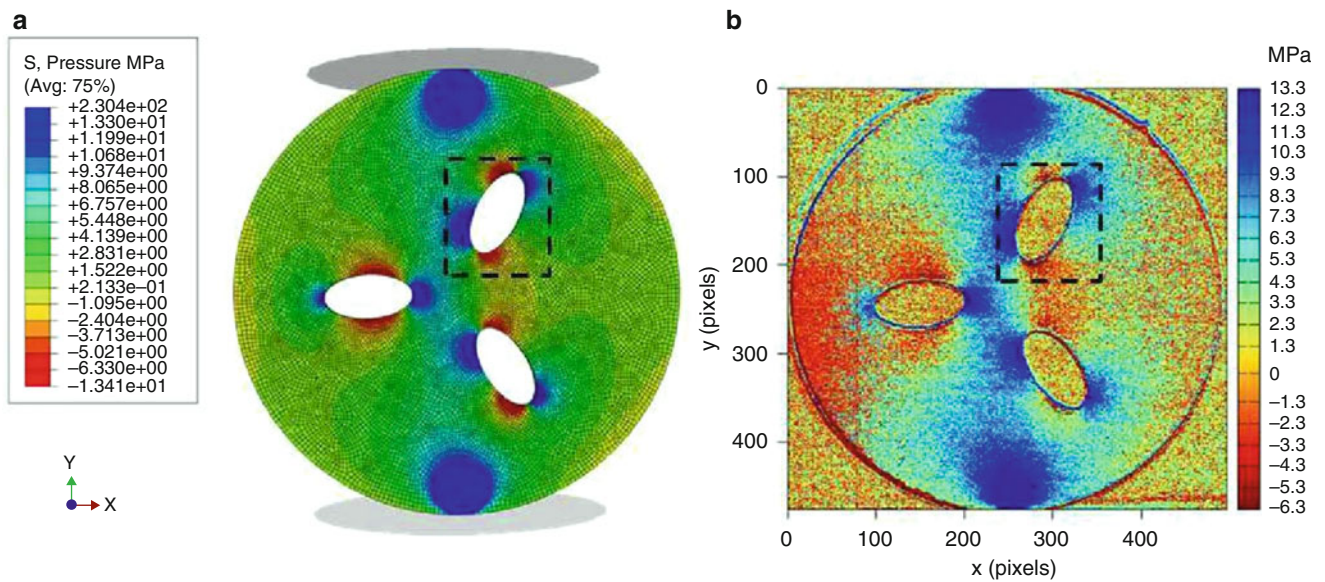 a
S, Pressure MPa
(Avg: 75%)
+2.304e+02
+1.330e+01
+1.199e+01
+1.068e+01
+9.374e+00
+8.065e+00
+6.757e+00
+5.448e+00
+4.139e+00
+2.831e+00
+1.522e+00
+2.133e–01
–1.095e+00
–2.404e+00
–3.713e+00
–5.021e+00
–6.330e+00
–1.341e+01
Y
X
b
MPa
0
100
200
300
400
y (pixels)
0
100
200
300
400
x (pixels)
13.3
12.3
11.3
10.3
9.3
8.3
7.3
6.3
5.3
4.3
3.3
2.3
1.3
0
–1.3
–2.3
–3.3
–4.3
–5.3
–6.3